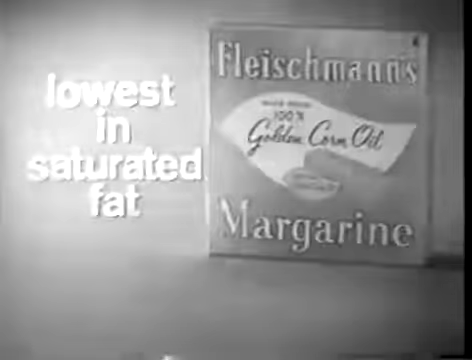 lowest
in
saturated
fat
Fleischmann's
100%
Golden Corn Oil
Margarine